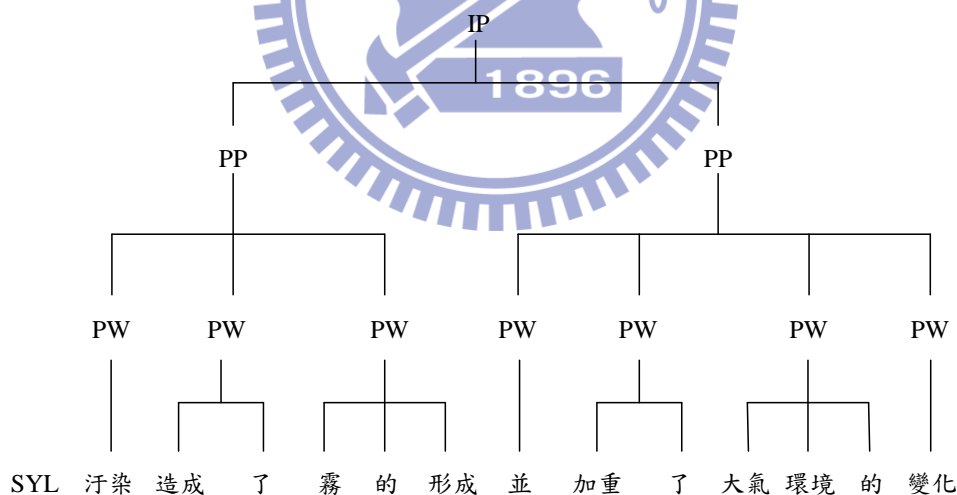 IP
1896
PP PP
PW PW PW PW PW PW PW
SYL 汙染 造成 了 霧 的 形成 並 加重 了 大氣 環境 的 變化